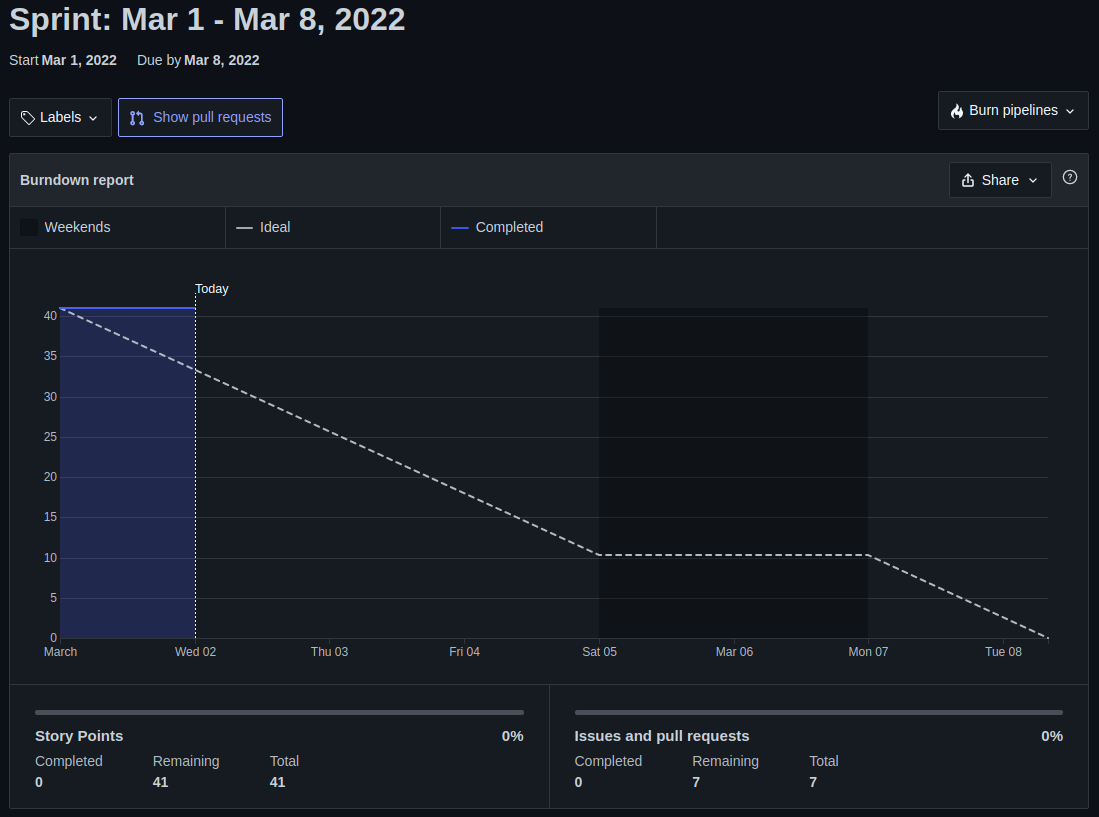 Sprint: Mar 1 - Mar 8, 2022
Start Mar 1, 2022 Due by Mar 8, 2022
Labels Show pull requests Burn pipelines
Burndown report Share ?
Weekends Ideal Completed
Today
40
35
30
25
20
15
10
5
0
March Wed 02 Thu 03 Fri 04 Sat 05 Mar 06 Mon 07 Tue 08
Story Points 0% Issues and pull requests 0%
Completed Remaining Total Completed Remaining Total
0 41 41 0 7 7